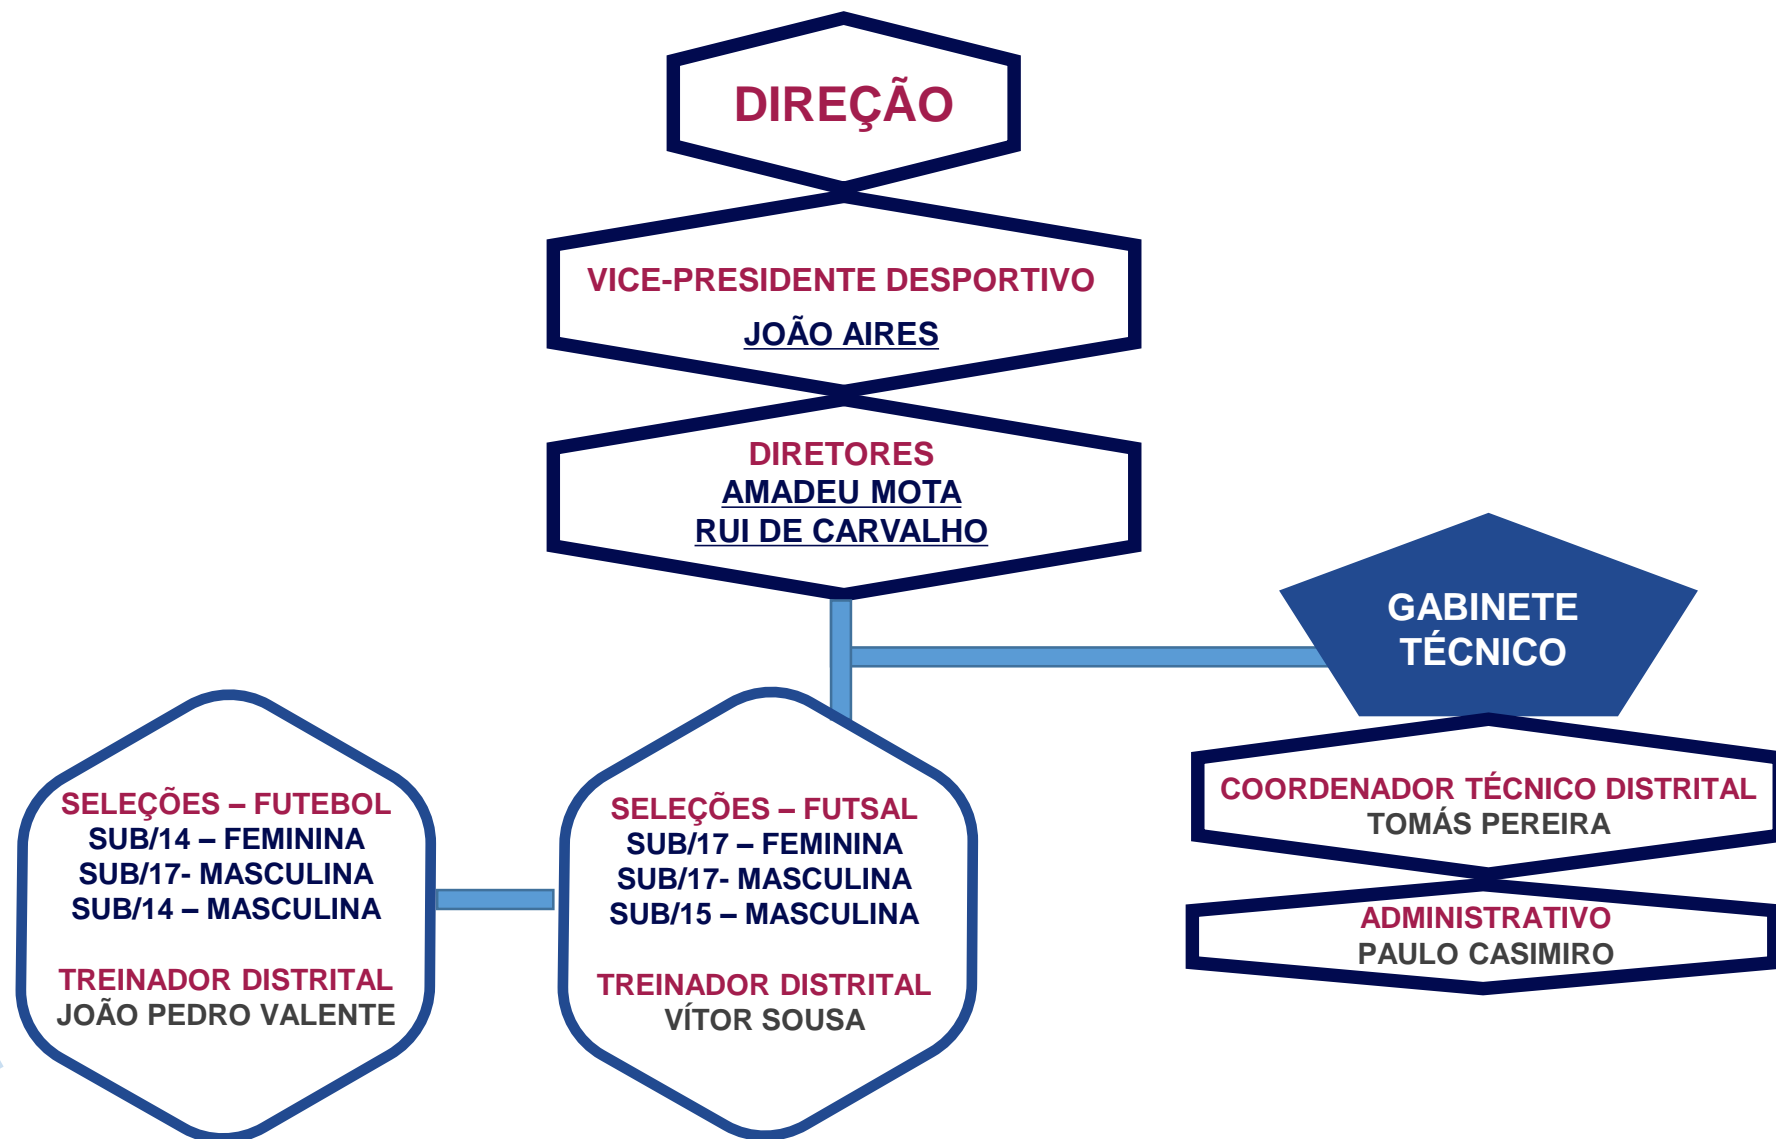 DIREÇÃO
VICE-PRESIDENTE DESPORTIVO
JOÃO AIRES
DIRETORES
AMADEU MOTA
RUI DE CARVALHO
GABINETE
TÉCNICO
SELEÇÕES – FUTEBOL
SUB/14 – FEMININA
SUB/17- MASCULINA
SUB/14 – MASCULINA
TREINADOR DISTRITAL
JOÃO PEDRO VALENTE
SELEÇÕES – FUTSAL
SUB/17 – FEMININA
SUB/17- MASCULINA
SUB/15 – MASCULINA
TREINADOR DISTRITAL
VÍTOR SOUSA
COORDENADOR TÉCNICO DISTRITAL
TOMÁS PEREIRA
ADMINISTRATIVO
PAULO CASIMIRO